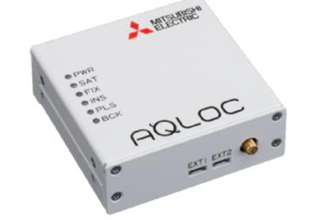 MITSUBISHI
ELECTRIC
PWR
SAT
FIX
INS
PLS
BCK
AQLOC
EXT1 EXT2